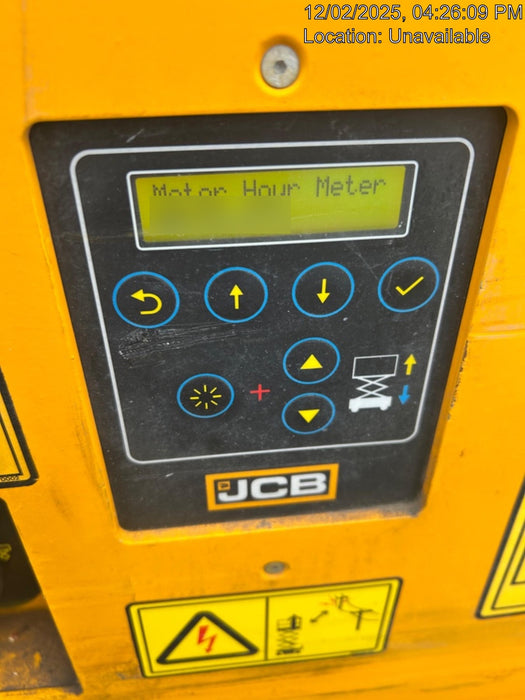 12/02/2025, 04:26:09 PM
Location: Unavailable
Motor Hour Meter
JCB